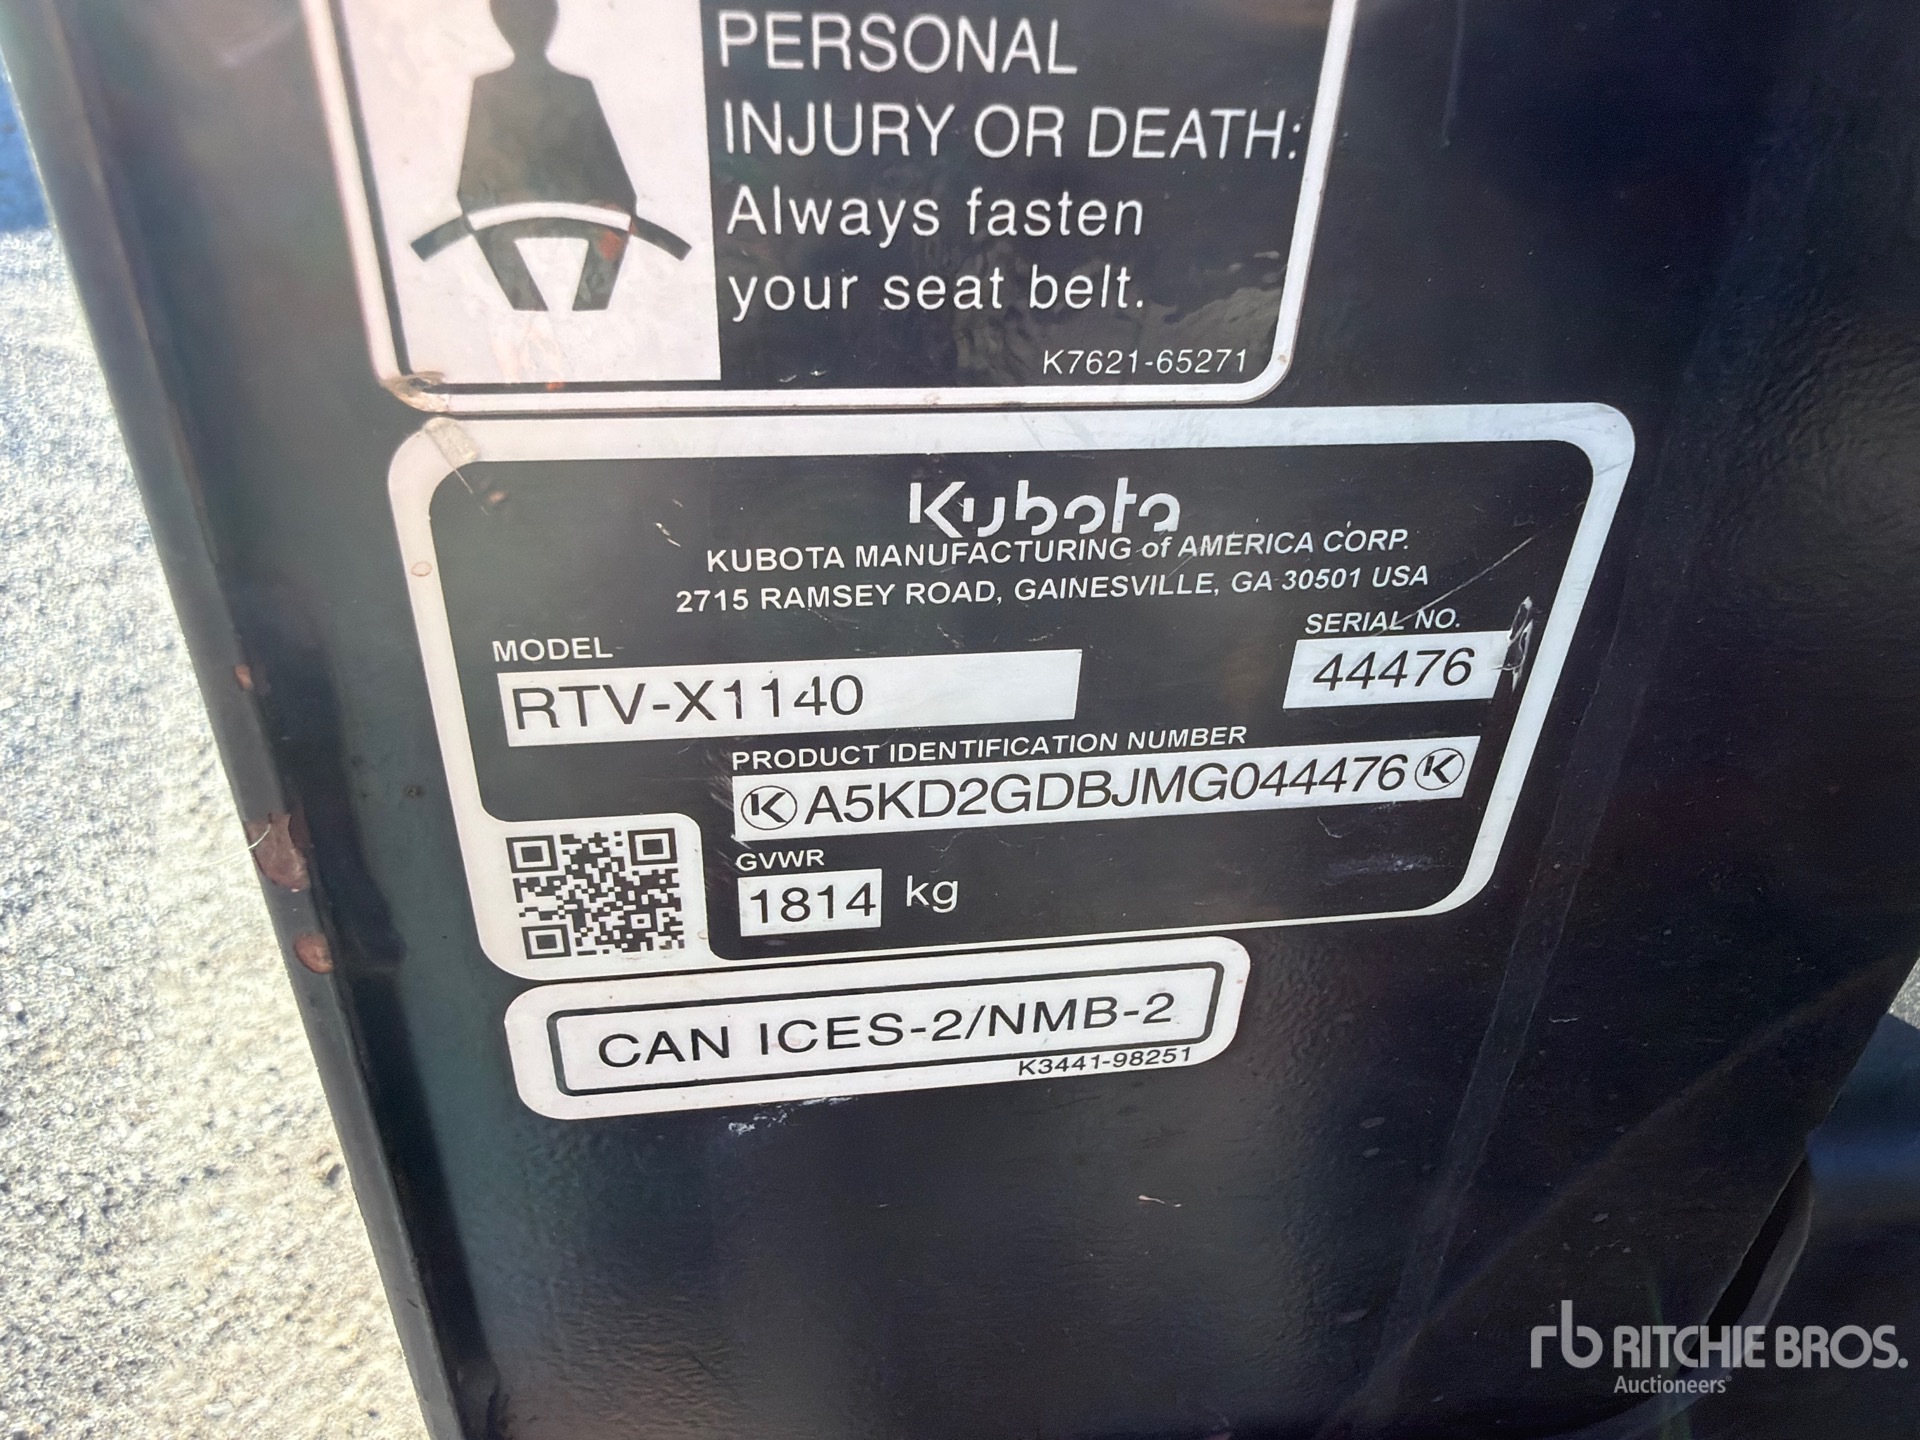 PERSONAL
INJURY OR DEATH:
Always fasten
your seat belt.
K7621-65271
Kubota
KUBOTA MANUFACTURING of AMERICA CORP.
2715 RAMSEY ROAD, GAINESVILLE, GA 30501 USA
MODEL
RTV-X1140
SERIAL NO.
44476
PRODUCT IDENTIFICATION NUMBER
K A5KD2GDBJMG044476 K
GVWR
1814 kg
CAN ICES-2/NMB-2
K3441-98251
rb RITCHIE BROS.
Auctioneers